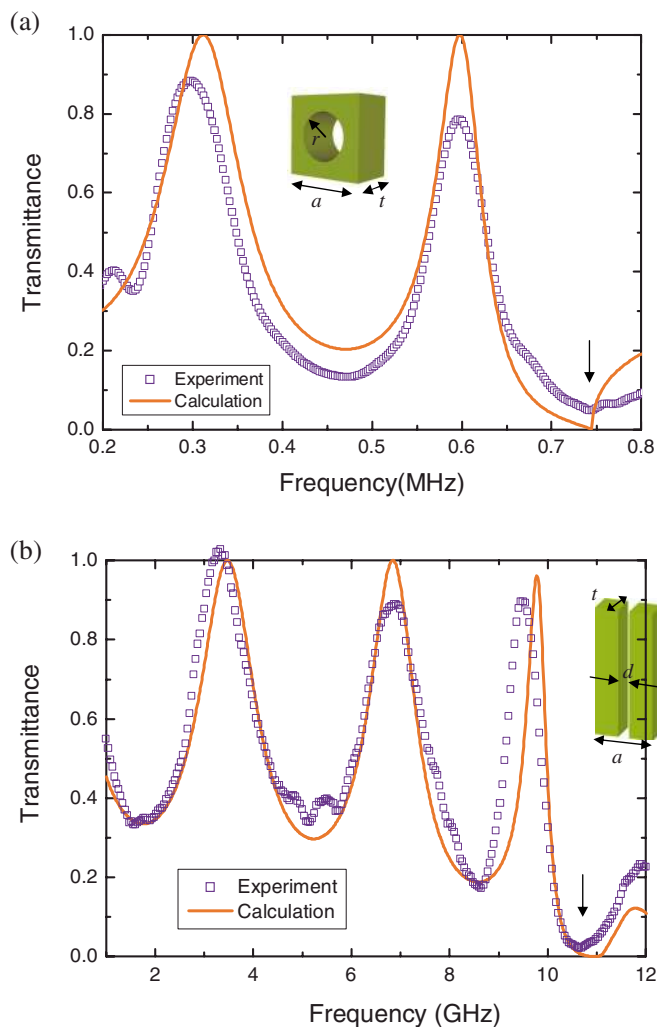 (a)
1.0
0.8
0.6
0.4
0.2
0.0
Transmittance
r
a
t
Experiment
Calculation
0.2 0.3 0.4 0.5 0.6 0.7 0.8
Frequency(MHz)
(b)
1.0
0.8
0.6
0.4
0.2
0.0
Transmittance
t
d
a
Experiment
Calculation
2 4 6 8 10 12
Frequency (GHz)